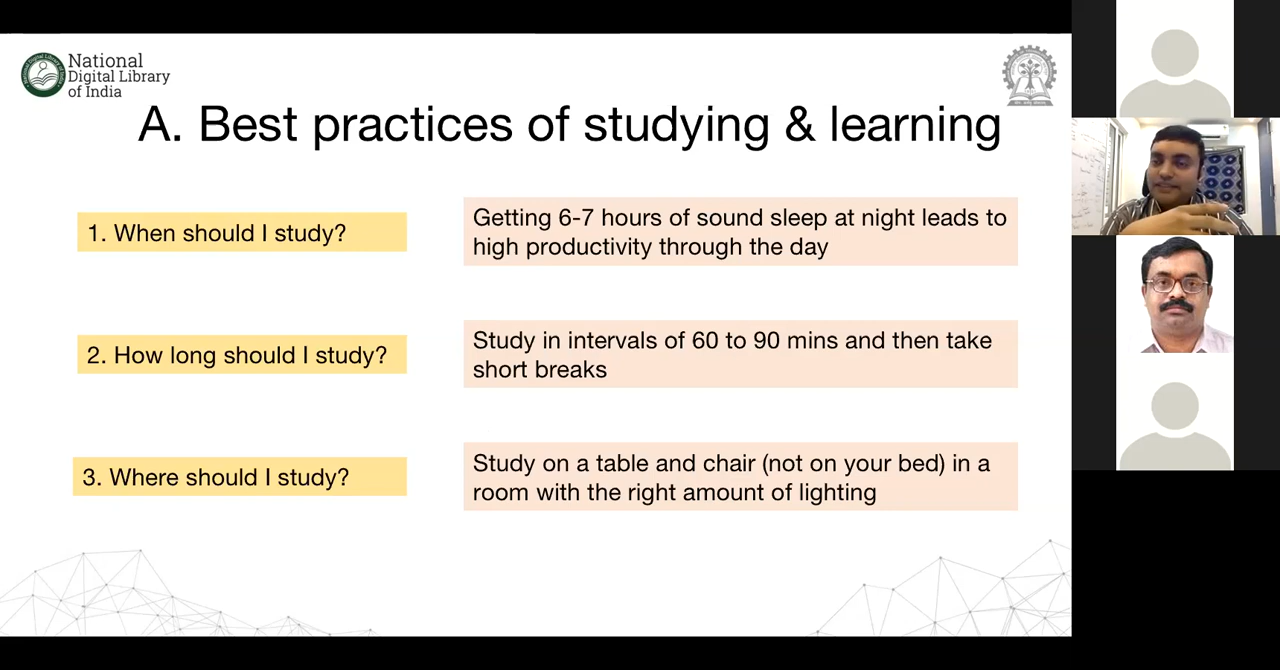 National
Digital Library
of India
A. Best practices of studying & learning
1. When should I study?
Getting 6-7 hours of sound sleep at night leads to
high productivity through the day
2. How long should I study?
Study in intervals of 60 to 90 mins and then take
short breaks
3. Where should I study?
Study on a table and chair (not on your bed) in a
room with the right amount of lighting